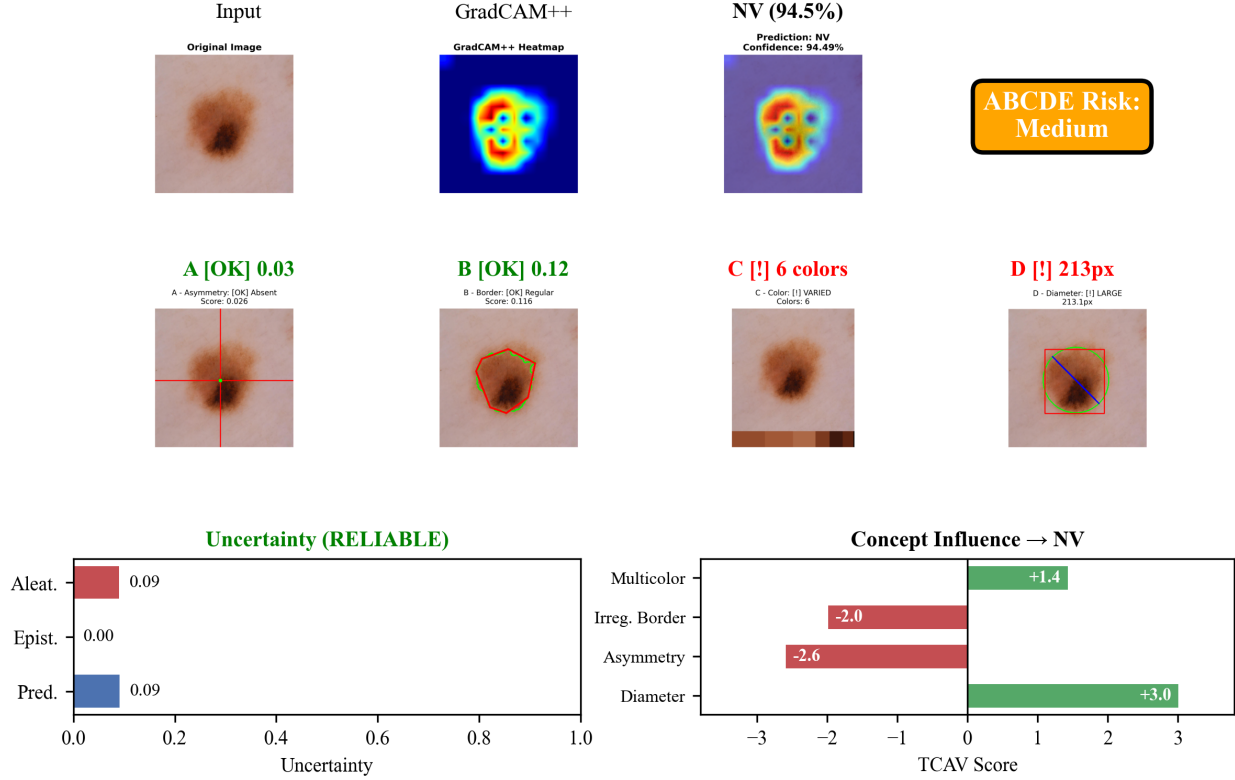 Input
GradCAM++
NV (94.5%)
Original Image
GradCAM++ Heatmap
Prediction: NV
Confidence: 94.49%
ABCDE Risk:
Medium
A [OK] 0.03
B [OK] 0.12
C [!] 6 colors
D [!] 213px
A - Asymmetry: [OK] Absent
Score: 0.026
B - Border: [OK] Regular
Score: 0.116
C - Color: [!] VARIED
Colors: 6
D - Diameter: [!] LARGE
213.1px
Uncertainty (RELIABLE)
Aleat.
0.09
Epist.
0.00
Pred.
0.09
0.0 0.2 0.4 0.6 0.8 1.0
Uncertainty
Concept Influence → NV
Multicolor
+1.4
Irreg. Border
-2.0
Asymmetry
-2.6
Diameter
+3.0
−3 −2 −1 0 1 2 3
TCAV Score